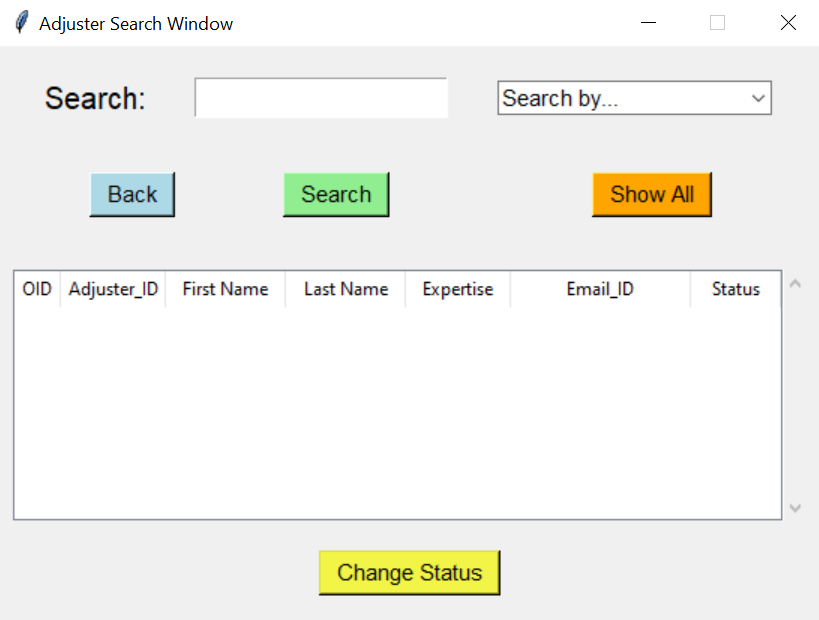 Adjuster Search Window
Search: Search by...
Back Search Show All
OID Adjuster_ID First Name Last Name Expertise Email_ID Status
Change Status